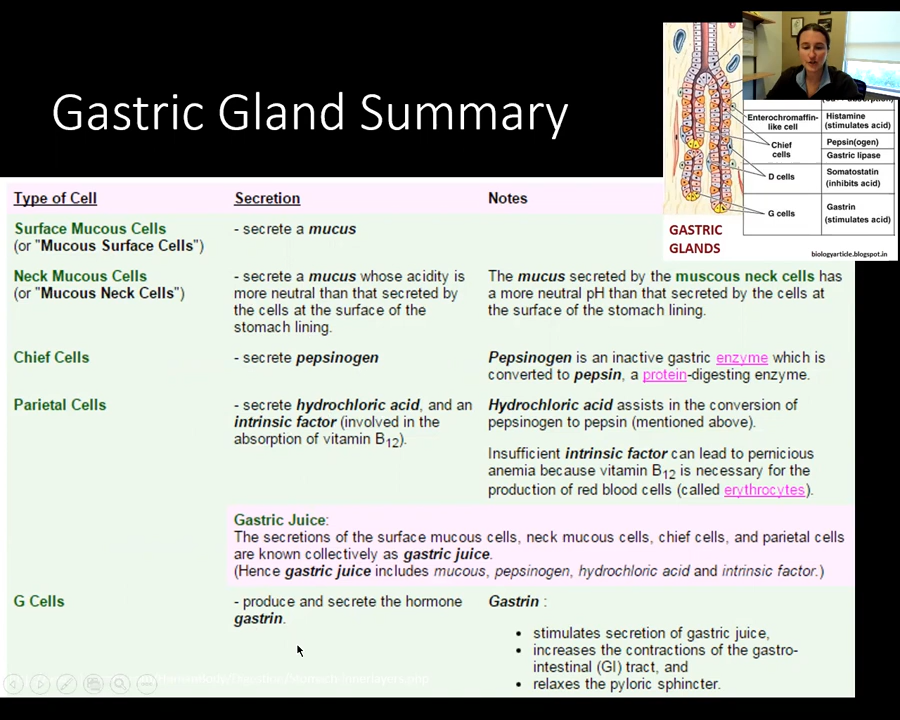 Gastric Gland Summary
Enterochromaffin-
like cell
Histamine
(stimulates acid)
Chief
cells
Pepsin(ogen)
Gastric lipase
D cells
Somatostatin
(inhibits acid)
G cells
Gastrin
(stimulates acid)
GASTRIC
GLANDS
biologyarticle.blogspot.in
Type of Cell Secretion Notes
Surface Mucous Cells
(or "Mucous Surface Cells")
- secrete a mucus
Neck Mucous Cells
(or "Mucous Neck Cells")
- secrete a mucus whose acidity is
more neutral than that secreted by
the cells at the surface of the
stomach lining.
The mucus secreted by the muscous neck cells has
a more neutral pH than that secreted by the cells at
the surface of the stomach lining.
Chief Cells
- secrete pepsinogen
Pepsinogen is an inactive gastric enzyme which is
converted to pepsin, a protein-digesting enzyme.
Parietal Cells
- secrete hydrochloric acid, and an
intrinsic factor (involved in the
absorption of vitamin B12).
Hydrochloric acid assists in the conversion of
pepsinogen to pepsin (mentioned above).
Insufficient intrinsic factor can lead to pernicious
anemia because vitamin B12 is necessary for the
production of red blood cells (called erythrocytes).
Gastric Juice:
The secretions of the surface mucous cells, neck mucous cells, chief cells, and parietal cells
are known collectively as gastric juice.
(Hence gastric juice includes mucous, pepsinogen, hydrochloric acid and intrinsic factor.)
G Cells
- produce and secrete the hormone
gastrin.
Gastrin :
• stimulates secretion of gastric juice,
• increases the contractions of the gastro-
intestinal (GI) tract, and
• relaxes the pyloric sphincter.